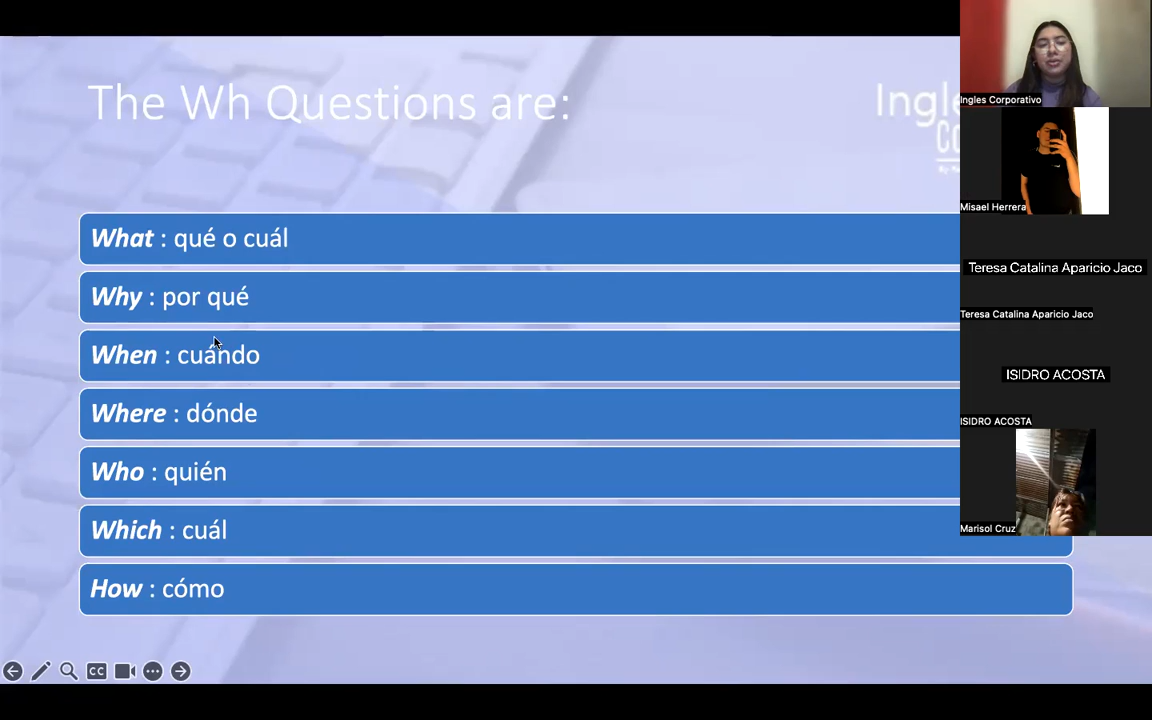 The Wh Questions are:
What : qué o cuál
Why : por qué
When : cuando
Where : dónde
Who : quién
Which : cuál
How : cómo
CC
Ingles Corporativo
Misael Herrera
Teresa Catalina Aparicio Jaco
Teresa Catalina Aparicio Jaco
ISIDRO ACOSTA
ISIDRO ACOSTA
Marisol Cruz